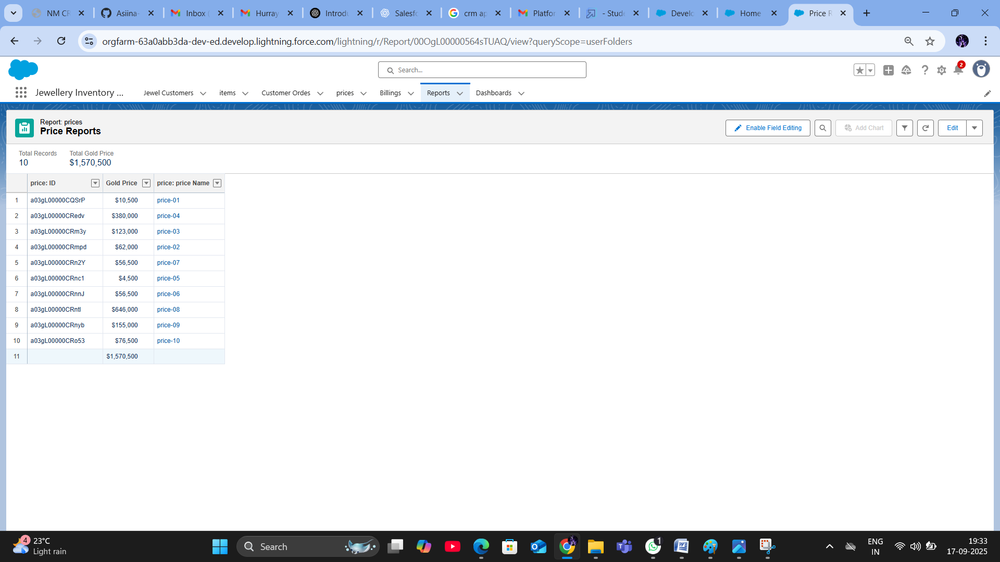 NM CR
Asiina-
Inbox (
Hurray
Introdu
Salesfo
crm ap
Platfor
- Stude
Develo
Home
Price R
orgfarm-63a0abb3da-dev-ed.develop.lightning.force.com/lightning/r/Report/00OgL00000564sTUAQ/view?queryScope=userFolders
Search...
2
Jewellery Inventory ...
Jewel Customers
items
Customer Ordes
prices
Billings
Reports
Dashboards
Report: prices
Price Reports
Enable Field Editing
Add Chart
Edit
Total Records
10
Total Gold Price
$1,570,500
price: ID Gold Price price: price Name
1 a03gL00000CQSrP $10,500 price-01
2 a03gL00000CRedv $380,000 price-04
3 a03gL00000CRm3y $123,000 price-03
4 a03gL00000CRmpd $62,000 price-02
5 a03gL00000CRn2Y $56,500 price-07
6 a03gL00000CRnc1 $4,500 price-05
7 a03gL00000CRnnJ $56,500 price-06
8 a03gL00000CRntl $646,000 price-08
9 a03gL00000CRnyb $155,000 price-09
10 a03gL00000CRo53 $76,500 price-10
11 $1,570,500
4
23°C
Light rain
Search
1
ENG
IN
19:33
17-09-2025